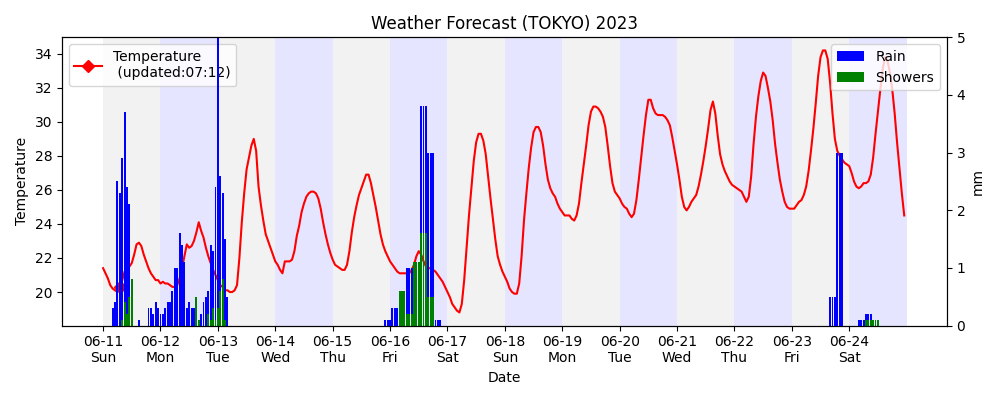 Weather Forecast (TOKYO) 2023
Temperature
(updated:07:12)
Rain
Showers
34
32
30
28
26
24
22
20
Temperature
5
4
3
2
1
0
mm
06-11 06-12 06-13 06-14 06-15 06-16 06-17 06-18 06-19 06-20 06-21 06-22 06-23 06-24
Sun Mon Tue Wed Thu Fri Sat Sun Mon Tue Wed Thu Fri Sat
Date